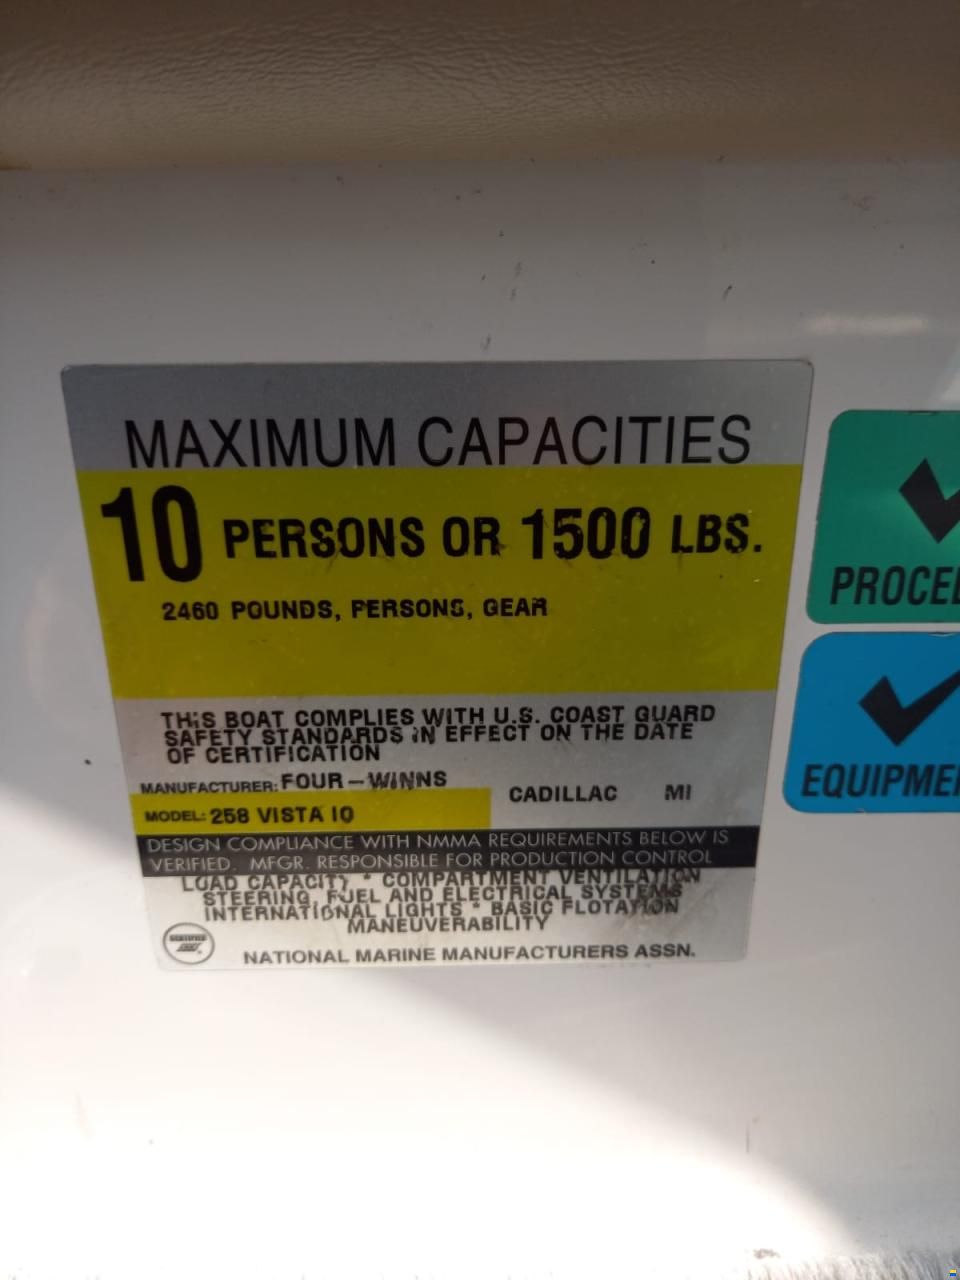 MAXIMUM CAPACITIES
10 PERSONS OR 1500 LBS.
2460 POUNDS, PERSONS, GEAR
THIS BOAT COMPLIES WITH U.S. COAST GUARD
SAFETY STANDARDS IN EFFECT ON THE DATE
OF CERTIFICATION
MANUFACTURER: FOUR-WINNS
CADILLAC MI
MODEL: 258 VISTA IO
DESIGN COMPLIANCE WITH NMMA REQUIREMENTS BELOW IS
VERIFIED. MFGR. RESPONSIBLE FOR PRODUCTION CONTROL
LOAD CAPACITY * COMPARTMENT VENTILATION
STEERING, FUEL AND ELECTRICAL SYSTEMS
INTERNATIONAL LIGHTS * BASIC FLOTATION
MANEUVERABILITY
NATIONAL MARINE MANUFACTURERS ASSN.
PROCE
EQUIPME